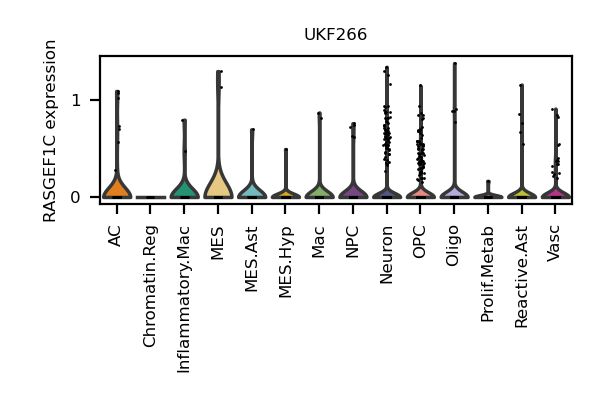 UKF266
RASGEF1C expression
1
0
AC
Chromatin.Reg
Inflammatory.Mac
MES
MES.Ast
MES.Hyp
Mac
NPC
Neuron
OPC
Oligo
Prolif.Metab
Reactive.Ast
Vasc